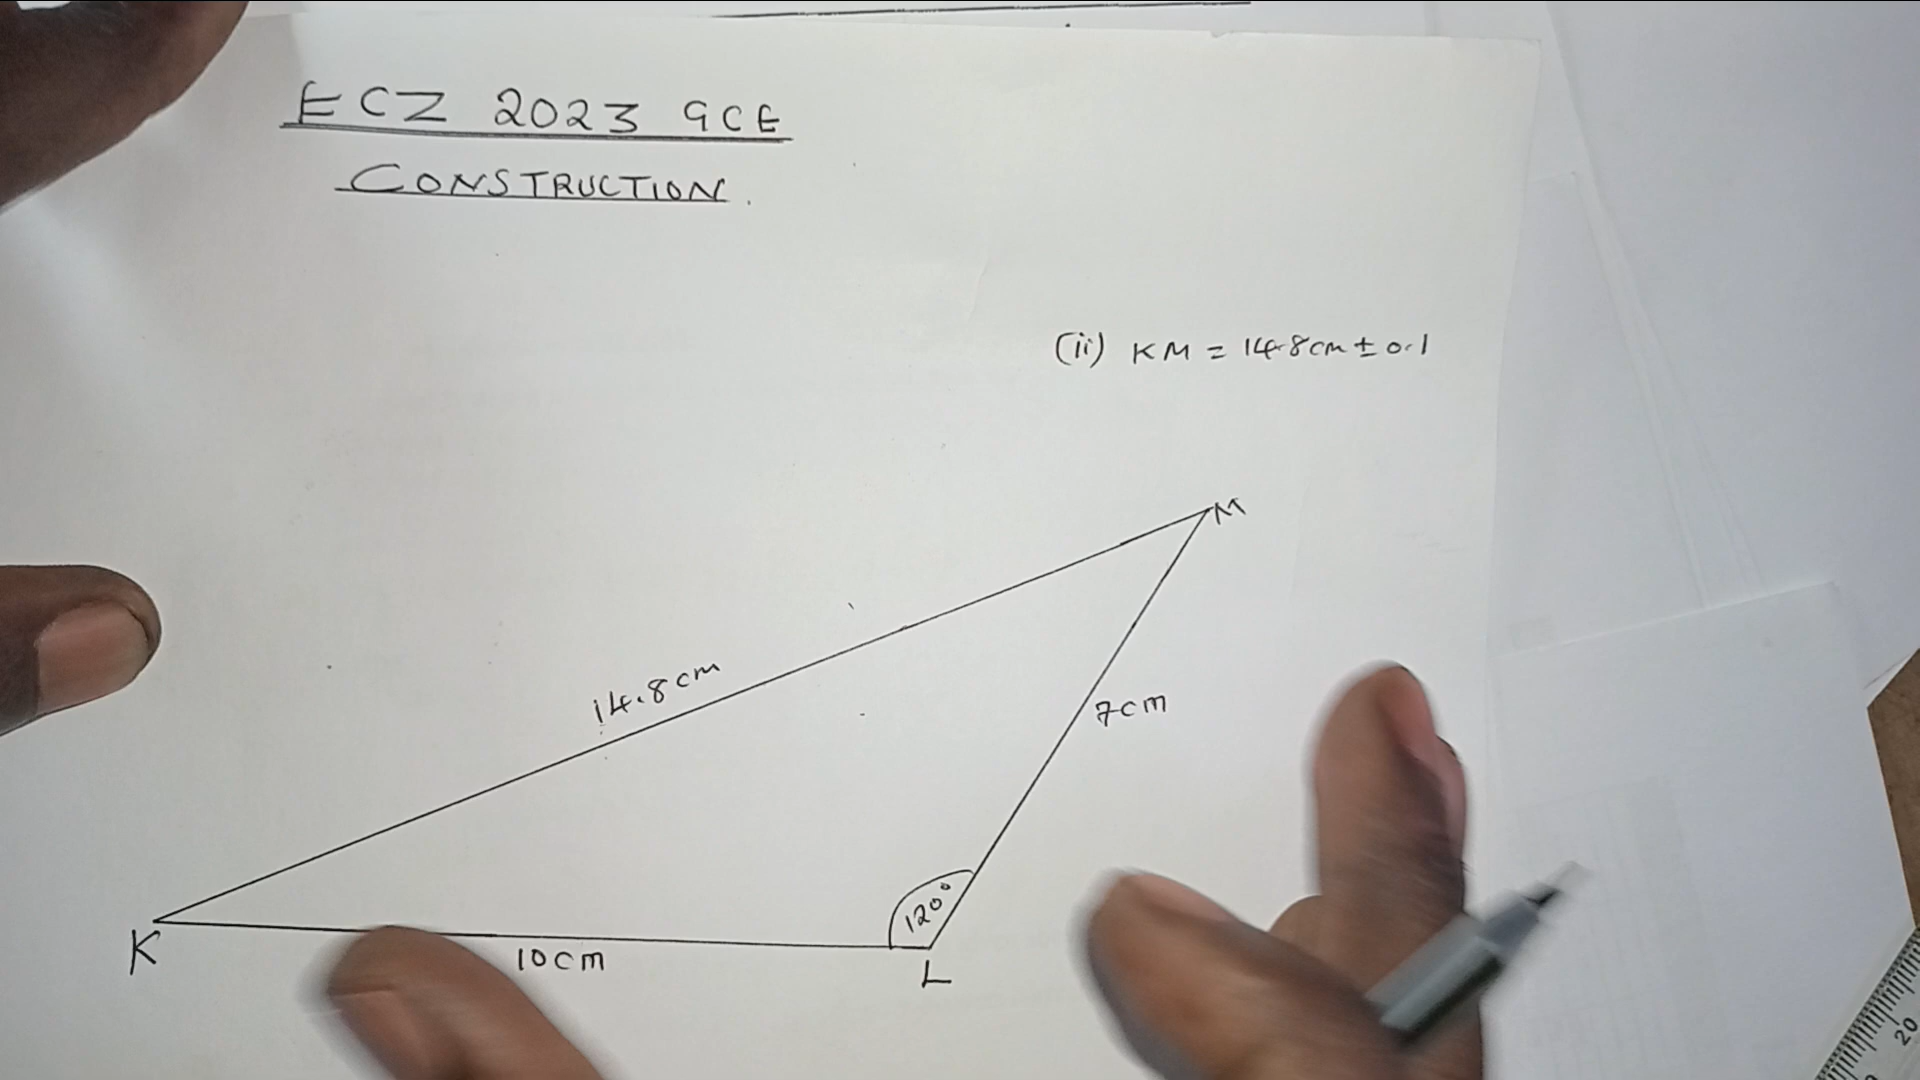 ECZ 2023 GCE
CONSTRUCTION.
(ii) KM = 14.8cm ± 0.1
M
14.8cm
7cm
120°
K
10cm
L
20